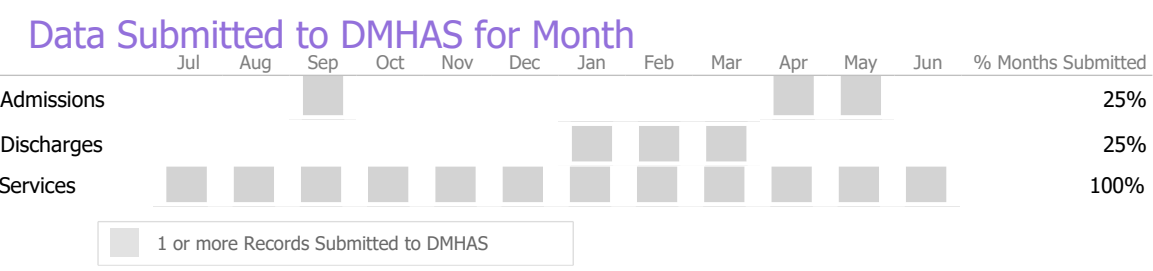 Data Submitted to DMHAS for Month
Jul Aug Sep Oct Nov Dec Jan Feb Mar Apr May Jun % Months Submitted
Admissions 25%
Discharges 25%
Services 100%
1 or more Records Submitted to DMHAS